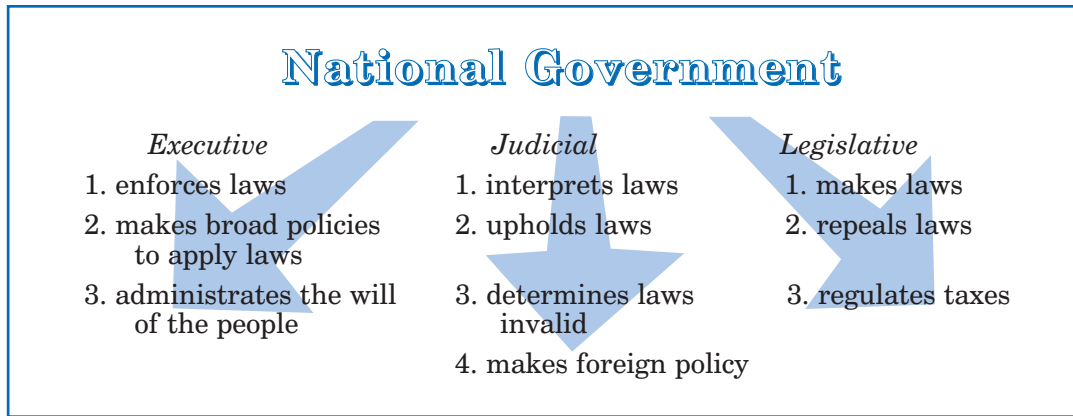 National Government
Executive
1. enforces laws
2. makes broad policies
to apply laws
3. administrates the will
of the people
Judicial
1. interprets laws
2. upholds laws
3. determines laws
invalid
4. makes foreign policy
Legislative
1. makes laws
2. repeals laws
3. regulates taxes